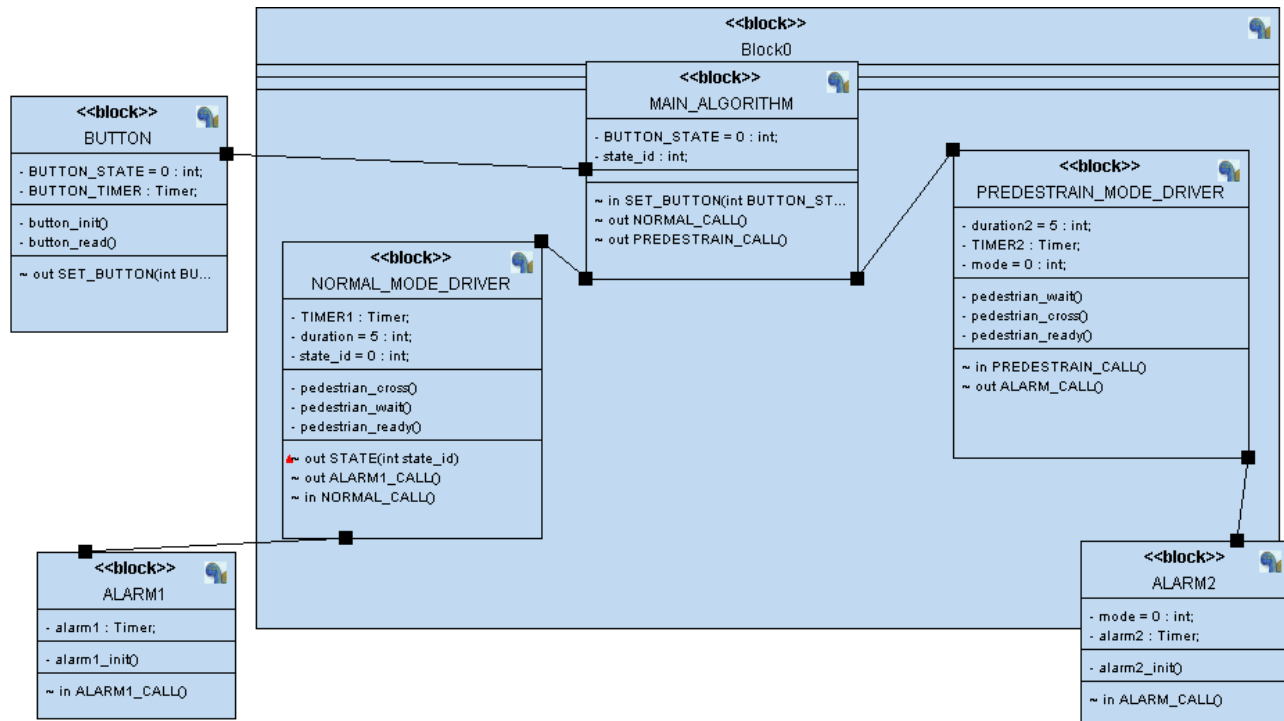 <<block>>
Block0
<<block>>
MAIN_ALGORITHM
- BUTTON_STATE = 0 : int;
- state_id : int;
~ in SET_BUTTON(int BUTTON_ST...
~ out NORMAL_CALL()
~ out PREDESTRAIN_CALL()
<<block>>
BUTTON
- BUTTON_STATE = 0 : int;
- BUTTON_TIMER : Timer;
- button_init()
- button_read()
~ out SET_BUTTON(int BU...
<<block>>
PREDESTRAIN_MODE_DRIVER
- duration2 = 5 : int;
- TIMER2 : Timer;
- mode = 0 : int;
- pedestrian_wait()
- pedestrian_cross()
- pedestrian_ready()
~ in PREDESTRAIN_CALL()
~ out ALARM_CALL()
<<block>>
NORMAL_MODE_DRIVER
- TIMER1 : Timer;
- duration = 5 : int;
- state_id = 0 : int;
- pedestrian_cross()
- pedestrian_wait()
- pedestrian_ready()
~ out STATE(int state_id)
~ out ALARM1_CALL()
~ in NORMAL_CALL()
<<block>>
ALARM1
- alarm1 : Timer;
- alarm1_init()
~ in ALARM1_CALL()
<<block>>
ALARM2
- mode = 0 : int;
- alarm2 : Timer;
- alarm2_init()
~ in ALARM_CALL()